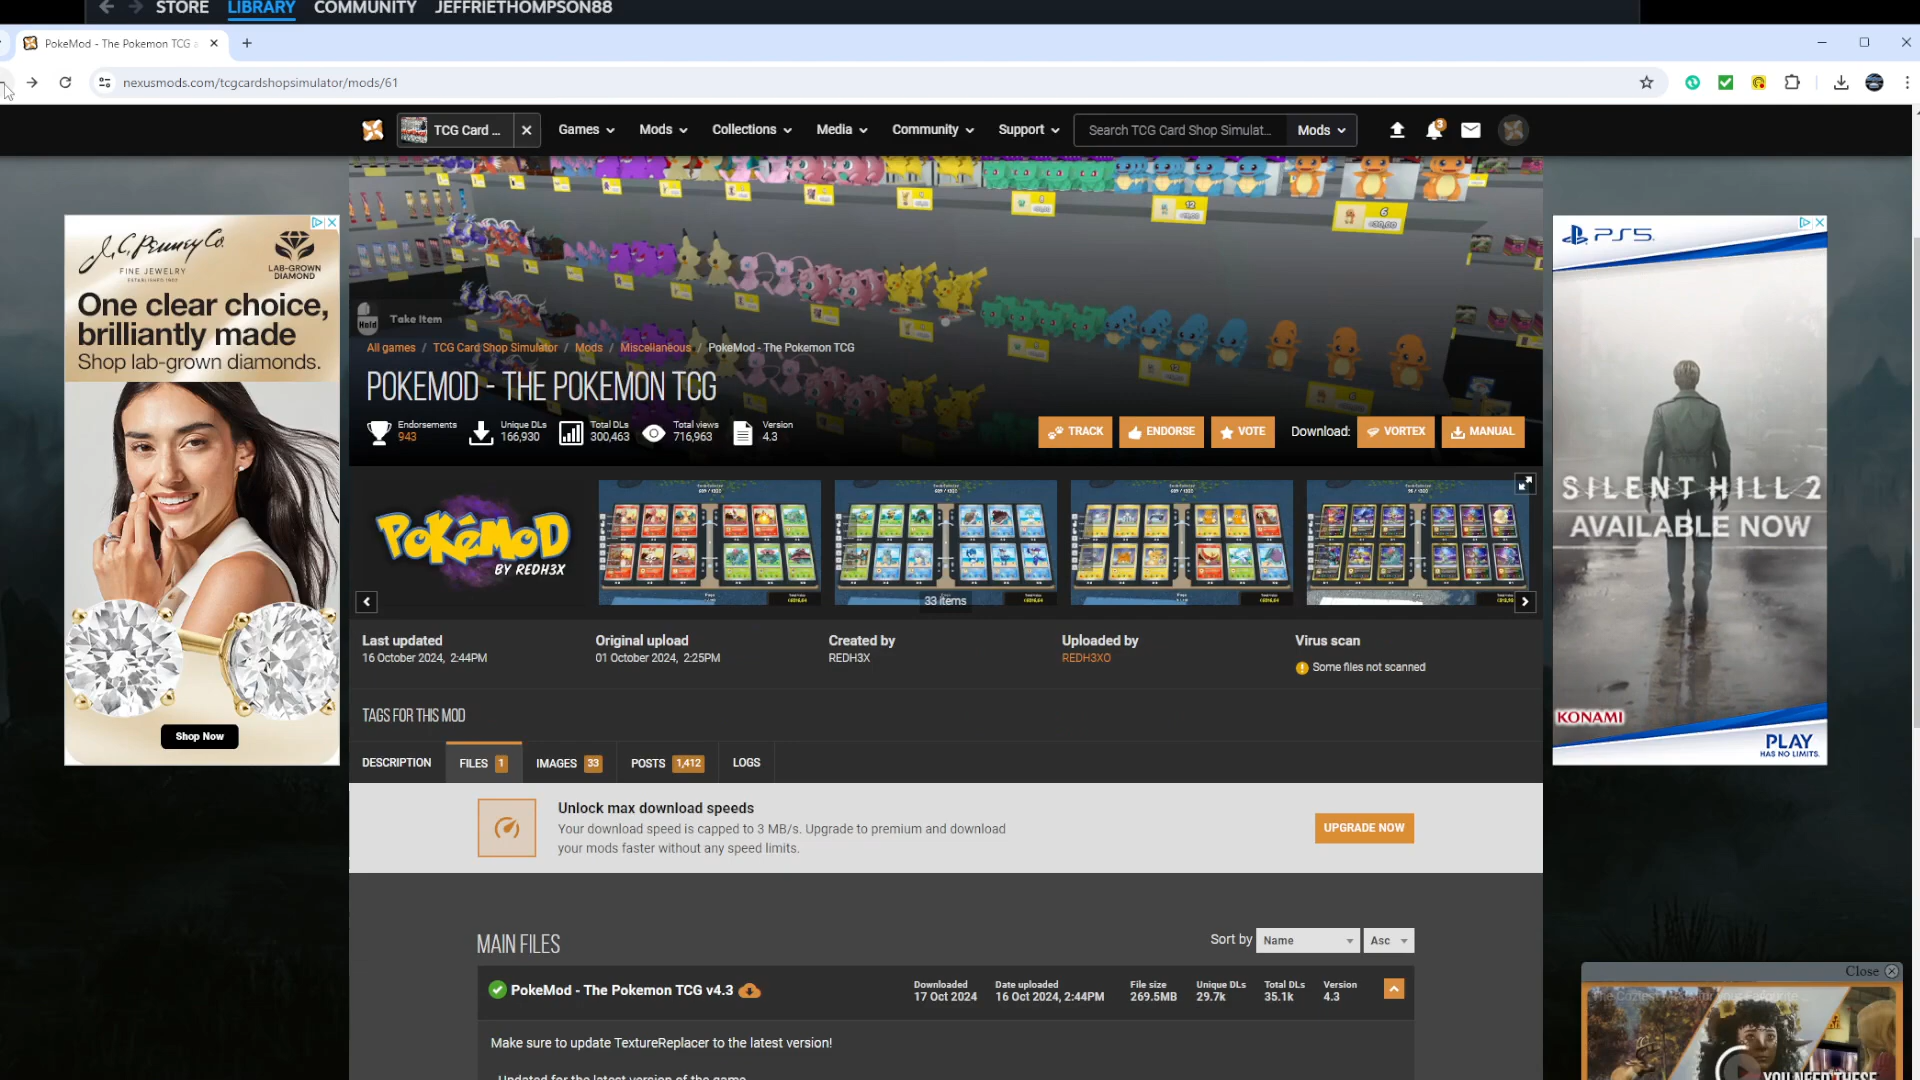 STORE LIBRARY COMMUNITY JEFFRIETHOMPSON88
PokeMod - The Pokemon TCG
nexusmods.com/tcgcardshopsimulator/mods/61
TCG Card ... Games Mods Collections Media Community Support Search TCG Card Shop Simulat... Mods 3
12
6
Hold Take Item
All games / TCG Card Shop Simulator / Mods / Miscellaneous / PokeMod - The Pokemon TCG
POKEMOD - THE POKEMON TCG
Endorsements
943
Unique DLs
166,930
Total DLs
300,463
Total views
716,963
Version
4.3
TRACK ENDORSE VOTE Download: VORTEX MANUAL
POKéMOD
BY REDH3X
33 items
Last updated
16 October 2024, 2:44PM
Original upload
01 October 2024, 2:25PM
Created by
REDH3X
Uploaded by
REDH3XO
Virus scan
Some files not scanned
TAGS FOR THIS MOD
DESCRIPTION FILES 1 IMAGES 33 POSTS 1,412 LOGS
Unlock max download speeds
Your download speed is capped to 3 MB/s. Upgrade to premium and download
your mods faster without any speed limits.
UPGRADE NOW
MAIN FILES
Sort by Name Asc
PokeMod - The Pokemon TCG v4.3
Downloaded
17 Oct 2024
Date uploaded
16 Oct 2024, 2:44PM
File size
269.5MB
Unique DLs
29.7k
Total DLs
35.1k
Version
4.3
Make sure to update TextureReplacer to the latest version!
Updated for the latest version of the game
J.C. Penney Co.
FINE JEWELRY
LAB-GROWN
DIAMOND
One clear choice,
brilliantly made
Shop lab-grown diamonds.
Shop Now
PS5
SILENT HILL 2
AVAILABLE NOW
KONAMI
PLAY
HAS NO LIMITS.
Close
YOU NEED THESE